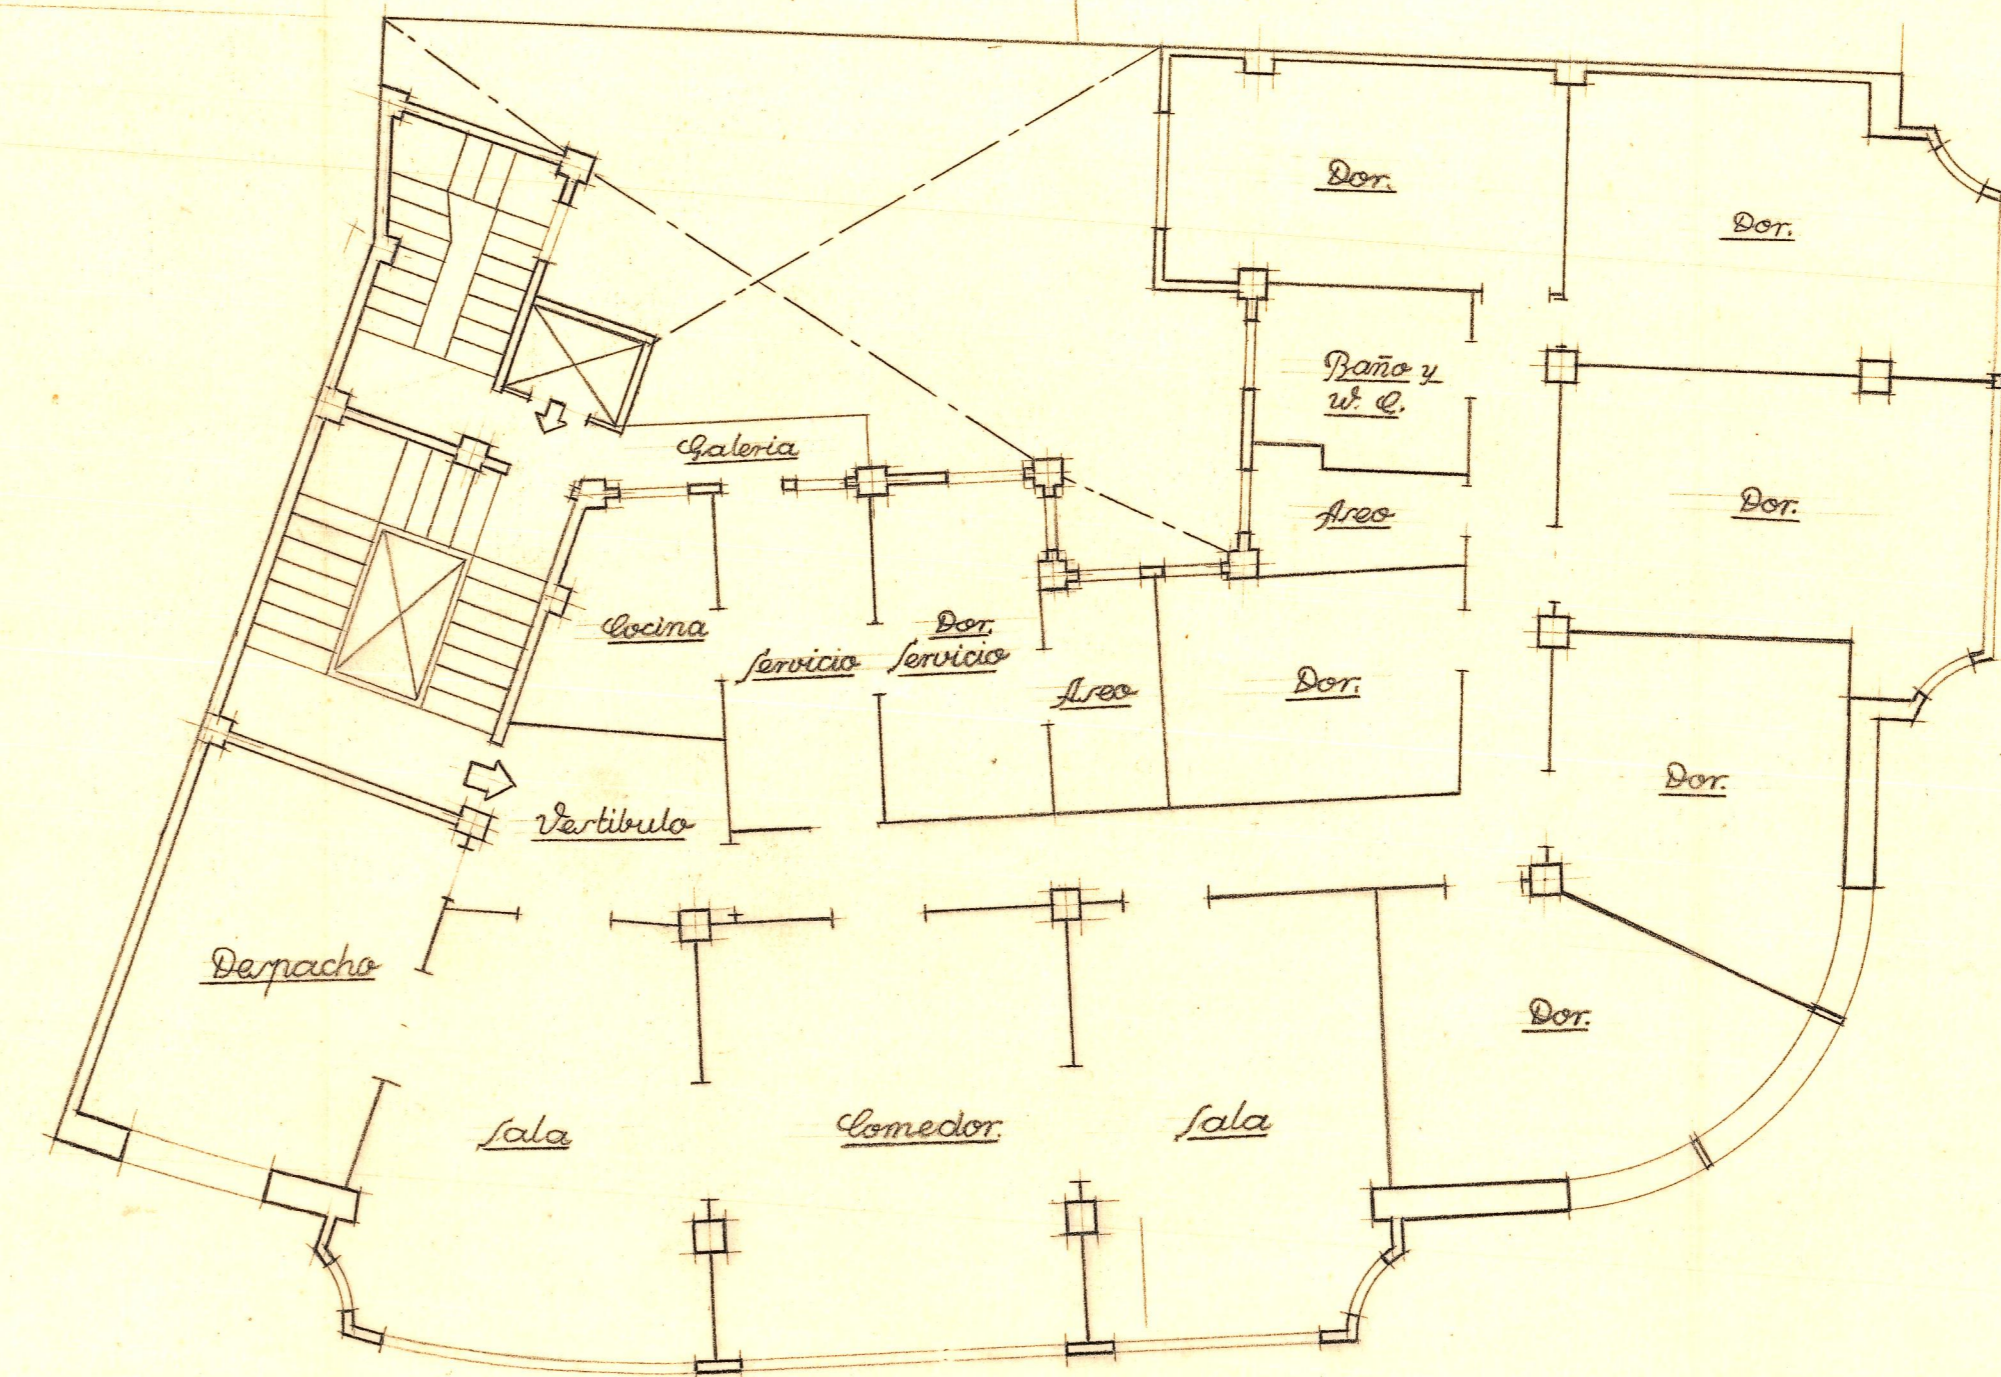 Dor.
Dor.
Baño y
W. C.
Galeria
Dor.
Aseo
Cocina
Servicio
Dor.
Servicio
Aseo
Dor.
Dor.
Vestibulo
Despacho
Dor.
Sala
Comedor.
Sala